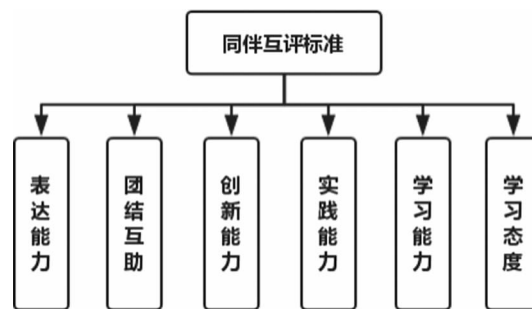 同伴互评标准
表达能力
团结互助
创新能力
实践能力
学习能力
学习态度